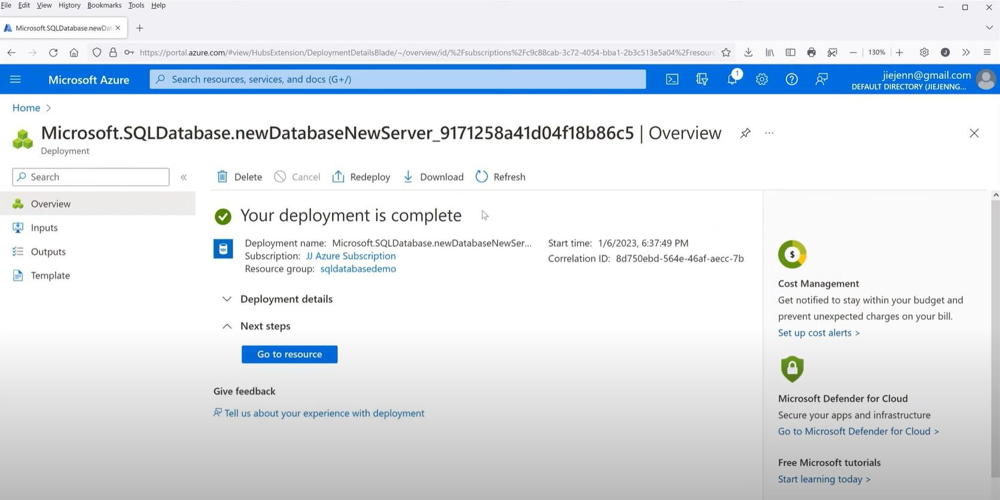 File Edit View History Bookmarks Tools Help
Microsoft.SQLDatabase.newDat
https://portal.azure.com/#view/HubsExtension/DeploymentDetailsBlade/~/overview/id/%2Fsubscriptions%2Fc9c88cab-3c72-4054-bba1-2b3c513e5a04%2Fresourc
130%
Microsoft Azure
Search resources, services, and docs (G+/)
1
jiejenn@gmail.com
DEFAULT DIRECTORY (JIEJENNG...
Home >
Microsoft.SQLDatabase.newDatabaseNewServer_9171258a41d04f18b86c5 | Overview
Deployment
Search
Delete Cancel Redeploy Download Refresh
Overview
Inputs
Outputs
Template
Your deployment is complete
SQL
Deployment name: Microsoft.SQLDatabase.newDatabaseNewSer...
Subscription: JJ Azure Subscription
Resource group: sqldatabasedemo
Start time: 1/6/2023, 6:37:49 PM
Correlation ID: 8d750ebd-564e-46af-aecc-7b
Deployment details
Next steps
Go to resource
Give feedback
Tell us about your experience with deployment
$
Cost Management
Get notified to stay within your budget and
prevent unexpected charges on your bill.
Set up cost alerts >
Microsoft Defender for Cloud
Secure your apps and infrastructure
Go to Microsoft Defender for Cloud >
Free Microsoft tutorials
Start learning today >